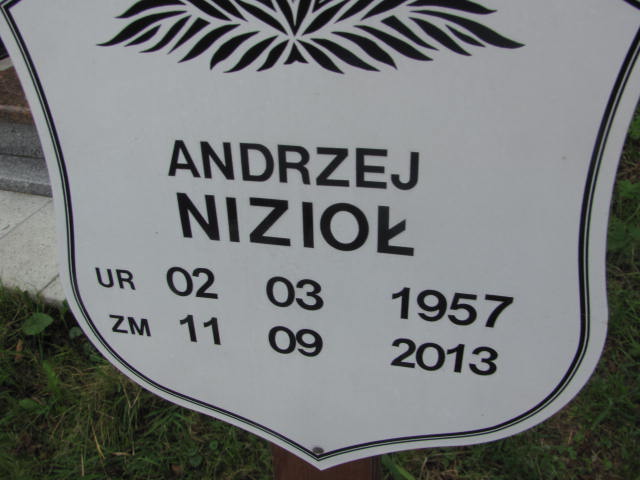 ANDRZEJ
NIZIOŁ
UR 02 03 1957
ZM 11 09 2013